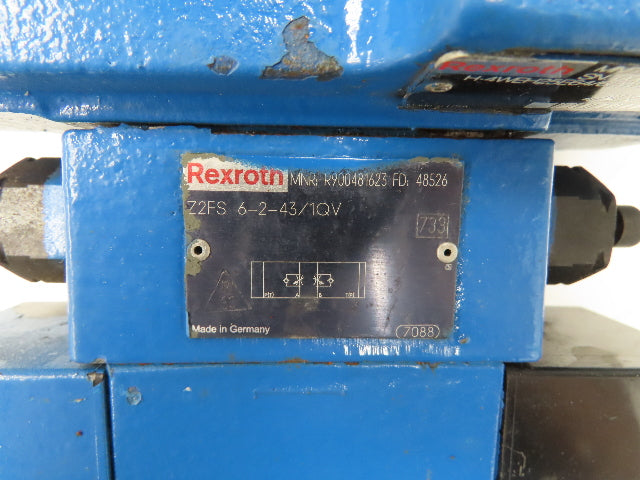 Rexroth
Rexroth MNR: R900481623 FD: 48526
Z2FS 6-2-43/1QV
733
A B
Made in Germany
7088